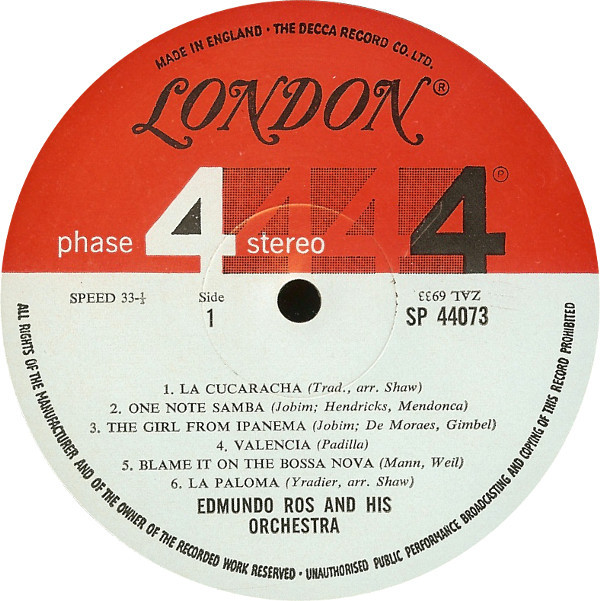 MADE IN ENGLAND · THE DECCA RECORD CO. LTD.
LONDON®
phase 4 stereo 4 4 4 ℗
SPEED 33-⅓
Side
1
ZAL 6933
SP 44073
1. LA CUCARACHA (Trad., arr. Shaw)
2. ONE NOTE SAMBA (Jobim; Hendricks, Mendonca)
3. THE GIRL FROM IPANEMA (Jobim; De Moraes, Gimbel)
4. VALENCIA (Padilla)
5. BLAME IT ON THE BOSSA NOVA (Mann, Weil)
6. LA PALOMA (Yradier, arr. Shaw)
EDMUNDO ROS AND HIS
ORCHESTRA
ALL RIGHTS OF THE MANUFACTURER AND OF THE OWNER OF THE RECORDED WORK RESERVED · UNAUTHORISED PUBLIC PERFORMANCE BROADCASTING AND COPYING OF THIS RECORD PROHIBITED